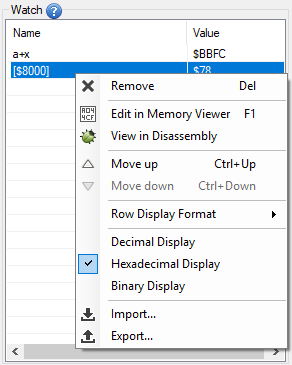 Watch ?
Name Value
a+x $BBFC
[$8000] $78
Remove Del
Edit in Memory Viewer F1
View in Disassembly
Move up Ctrl+Up
Move down Ctrl+Down
Row Display Format
Decimal Display
Hexadecimal Display
Binary Display
Import...
Export...